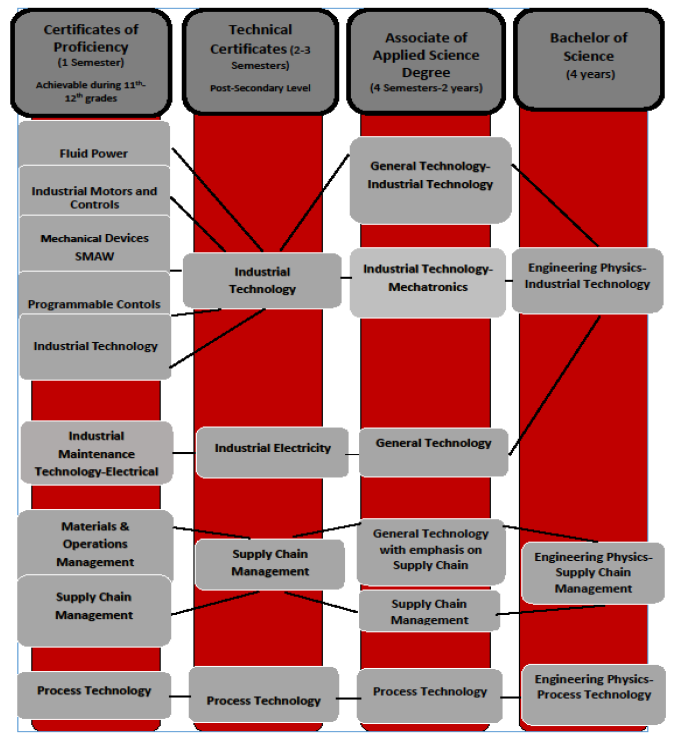 Certificates of
Proficiency
(1 Semester)
Achievable during 11th-
12th grades
Technical
Certificates (2-3
Semesters)
Post-Secondary Level
Associate of
Applied Science
Degree
(4 Semesters-2 years)
Bachelor of
Science
(4 years)
Fluid Power
Industrial Motors and
Controls
Mechanical Devices
SMAW
Programmable Contols
Industrial Technology
Industrial
Technology
General Technology-
Industrial Technology
Industrial Technology-
Mechatronics
Engineering Physics-
Industrial Technology
Industrial
Maintenance
Technology-Electrical
Industrial Electricity
General Technology
Materials &
Operations
Management
Supply Chain
Management
Supply Chain
Management
General Technology
with emphasis on
Supply Chain
Supply Chain
Management
Engineering Physics-
Supply Chain
Management
Process Technology
Process Technology
Process Technology
Engineering Physics-
Process Technology